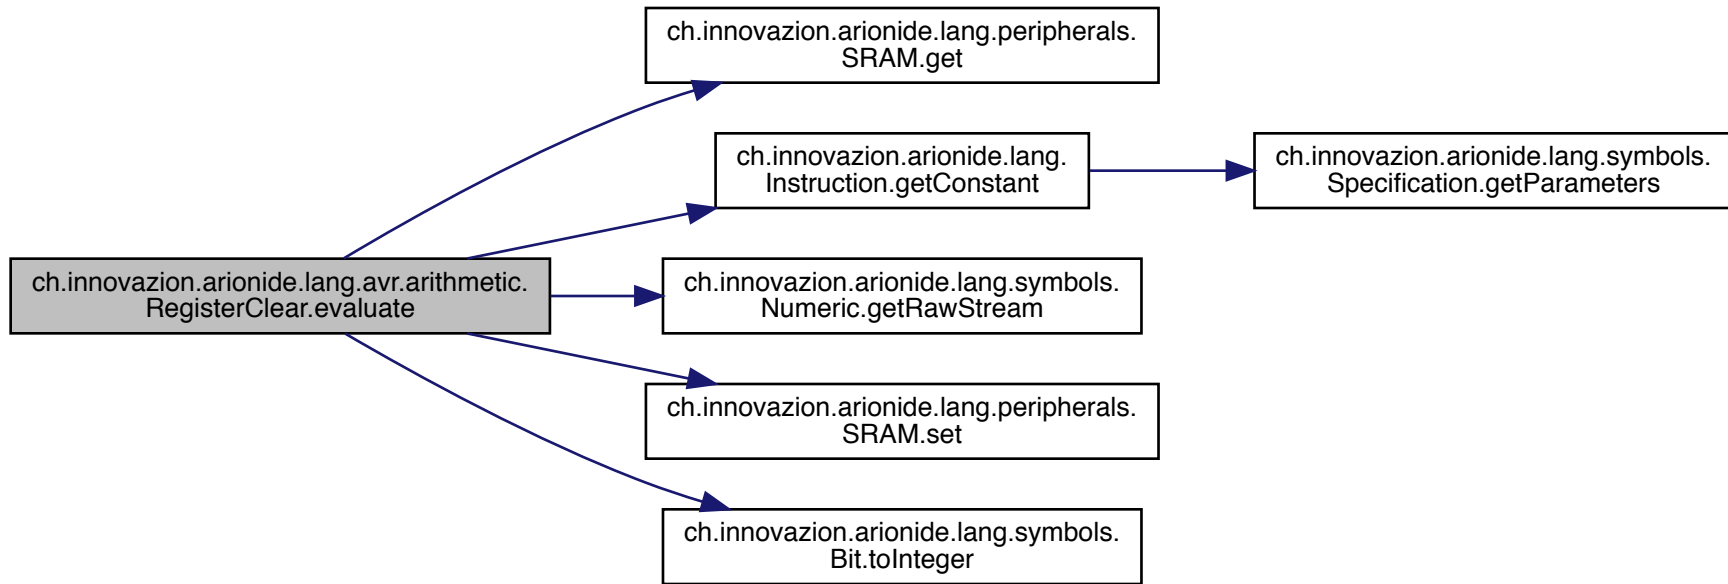 ch.innovazion.arionide.lang.peripherals.
SRAM.get
ch.innovazion.arionide.lang.
Instruction.getConstant
ch.innovazion.arionide.lang.symbols.
Specification.getParameters
ch.innovazion.arionide.lang.avr.arithmetic.
RegisterClear.evaluate
ch.innovazion.arionide.lang.symbols.
Numeric.getRawStream
ch.innovazion.arionide.lang.peripherals.
SRAM.set
ch.innovazion.arionide.lang.symbols.
Bit.toInteger